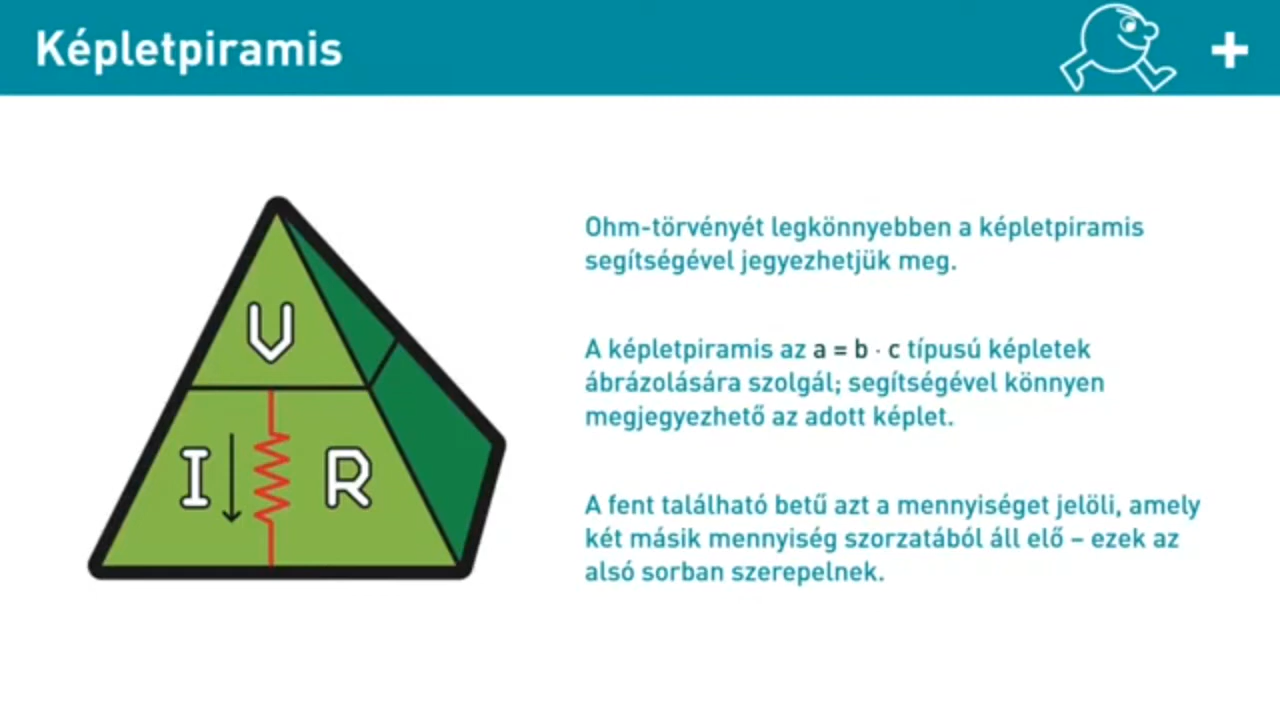 Képletpiramis
V
I
R
Ohm-törvényét legkönnyebben a képletpiramis
segítségével jegyezhetjük meg.
A képletpiramis az a = b · c típusú képletek
ábrázolására szolgál; segítségével könnyen
megjegyezhető az adott képlet.
A fent található betű azt a mennyiséget jelöli, amely
két másik mennyiség szorzatából áll elő – ezek az
alsó sorban szerepelnek.